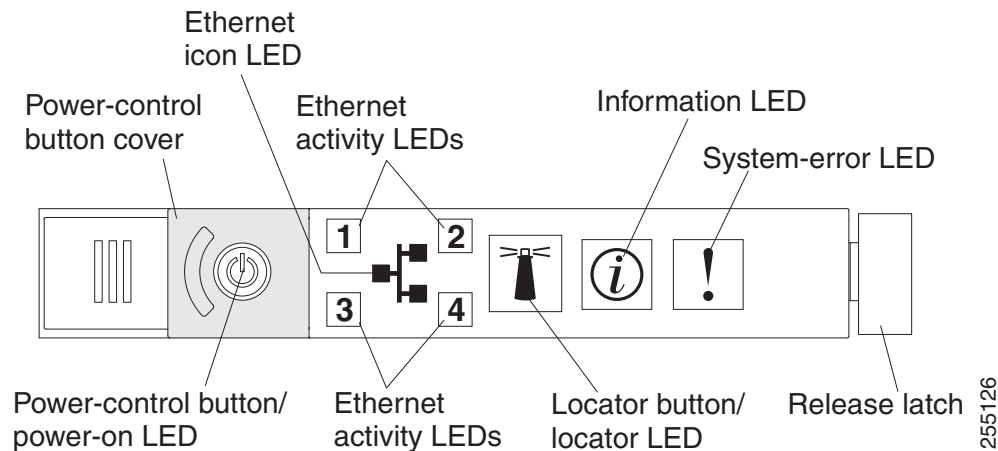 Ethernet
icon LED
Power-control
button cover
Ethernet
activity LEDs
Information LED
System-error LED
1
2
3
4
i
!
Power-control button/
power-on LED
Ethernet
activity LEDs
Locator button/
locator LED
Release latch
255126